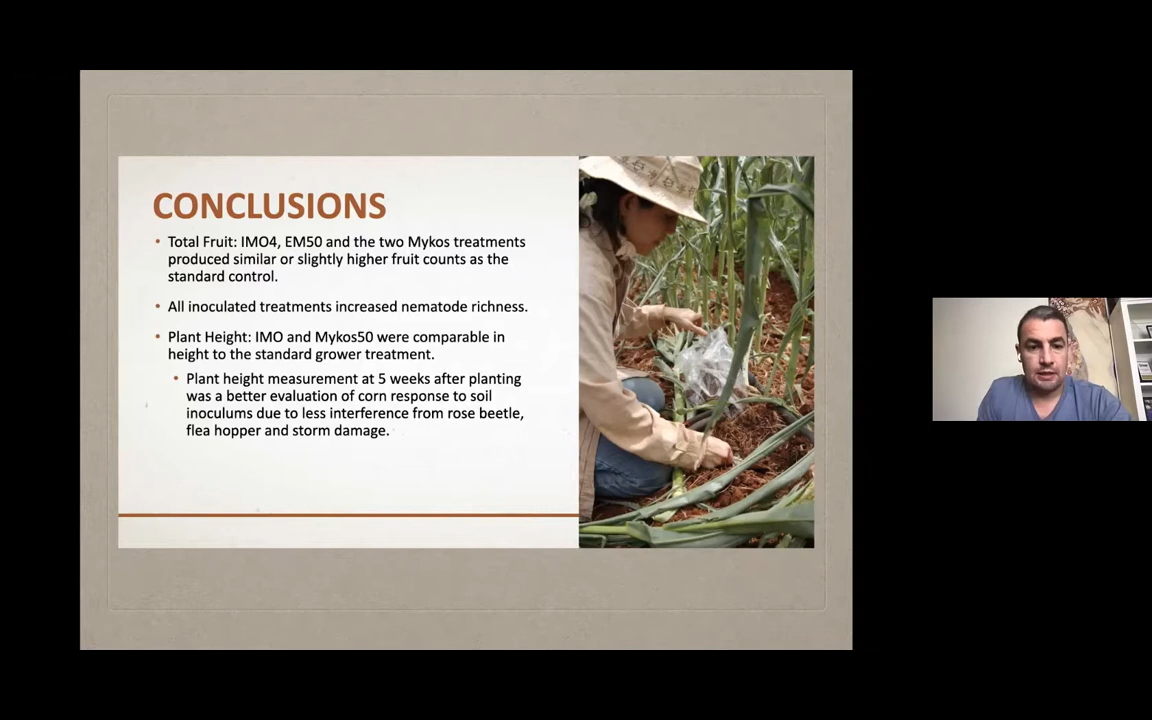 CONCLUSIONS
• Total Fruit: IMO4, EM50 and the two Mykos treatments
produced similar or slightly higher fruit counts as the
standard control.
• All inoculated treatments increased nematode richness.
• Plant Height: IMO and Mykos50 were comparable in
height to the standard grower treatment.
• Plant height measurement at 5 weeks after planting
was a better evaluation of corn response to soil
inoculums due to less interference from rose beetle,
flea hopper and storm damage.